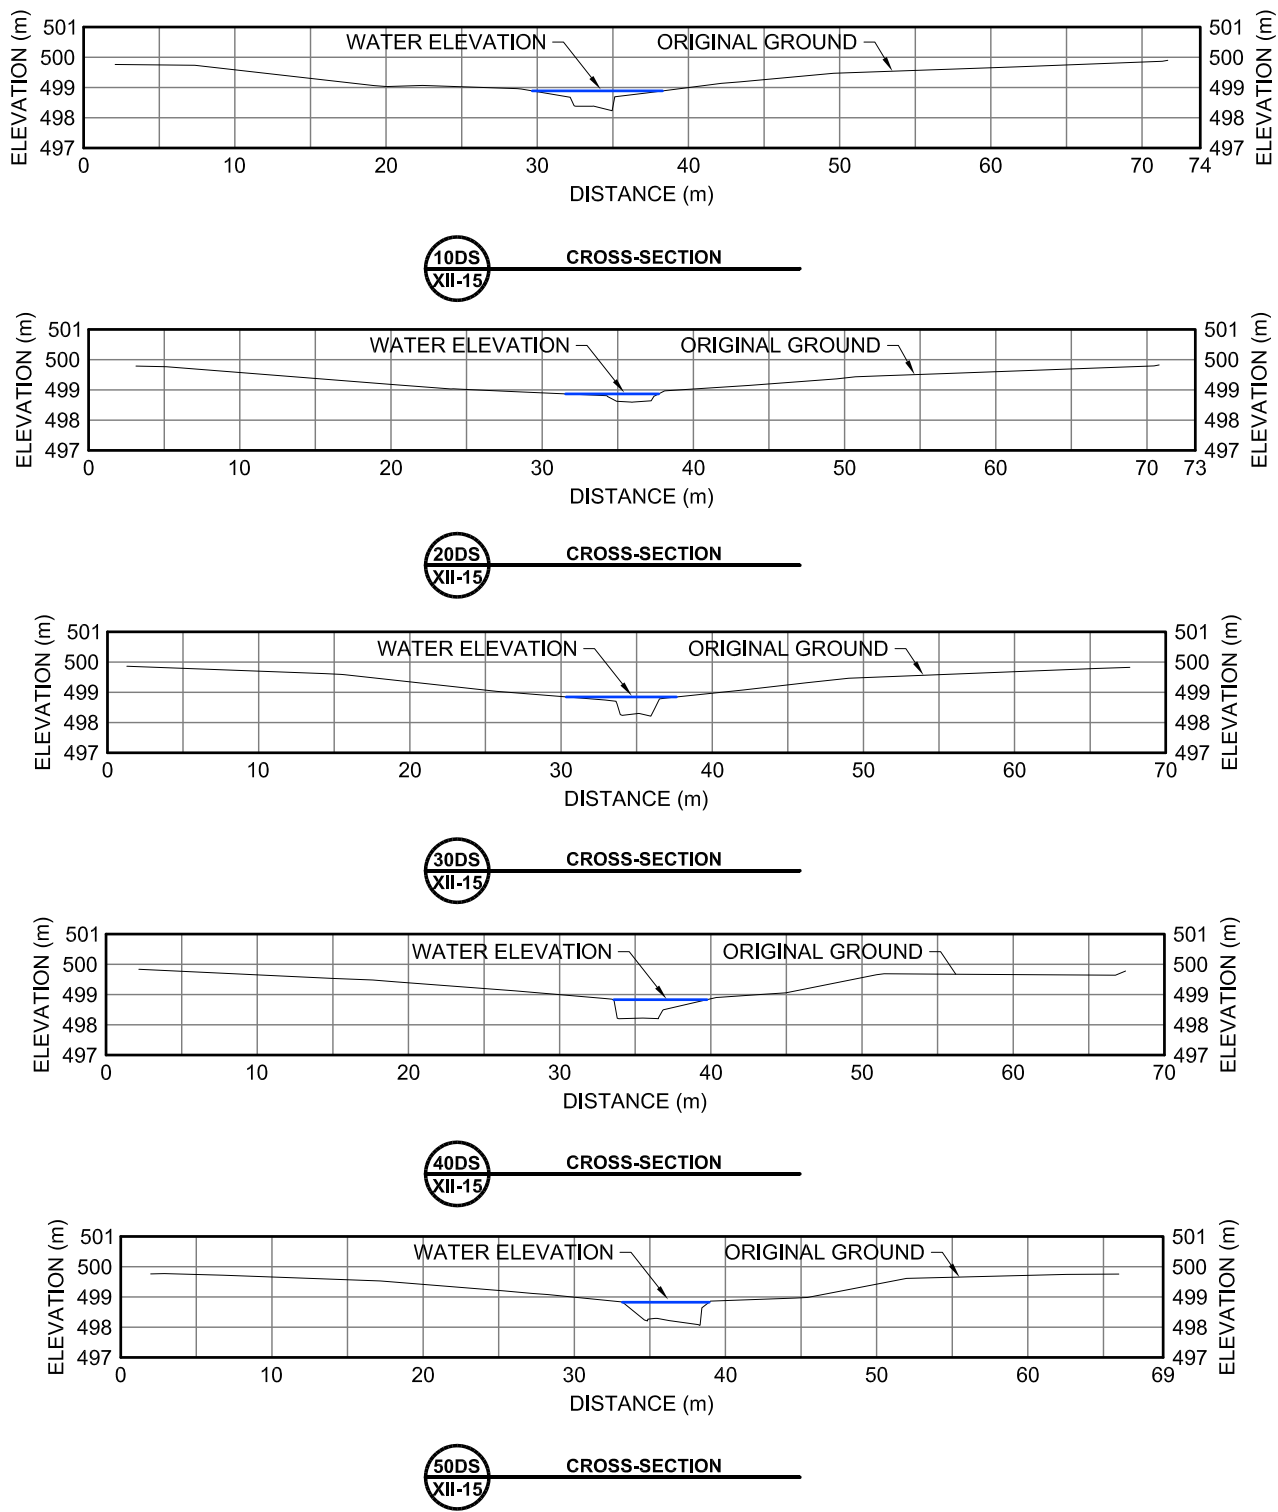 501 501
WATER ELEVATION ORIGINAL GROUND
500 500
499 499
498 498
497 497
ELEVATION (m) ELEVATION (m)
0 10 20 30 40 50 60 70 74
DISTANCE (m)
10DS CROSS-SECTION
XII-15
501 501
WATER ELEVATION ORIGINAL GROUND
500 500
499 499
498 498
497 497
ELEVATION (m) ELEVATION (m)
0 10 20 30 40 50 60 70 73
DISTANCE (m)
20DS CROSS-SECTION
XII-15
501 501
WATER ELEVATION ORIGINAL GROUND
500 500
499 499
498 498
497 497
ELEVATION (m) ELEVATION (m)
0 10 20 30 40 50 60 70
DISTANCE (m)
30DS CROSS-SECTION
XII-15
501 501
WATER ELEVATION ORIGINAL GROUND
500 500
499 499
498 498
497 497
ELEVATION (m) ELEVATION (m)
0 10 20 30 40 50 60 70
DISTANCE (m)
40DS CROSS-SECTION
XII-15
501 501
WATER ELEVATION ORIGINAL GROUND
500 500
499 499
498 498
497 497
ELEVATION (m) ELEVATION (m)
0 10 20 30 40 50 60 69
DISTANCE (m)
50DS CROSS-SECTION
XII-15